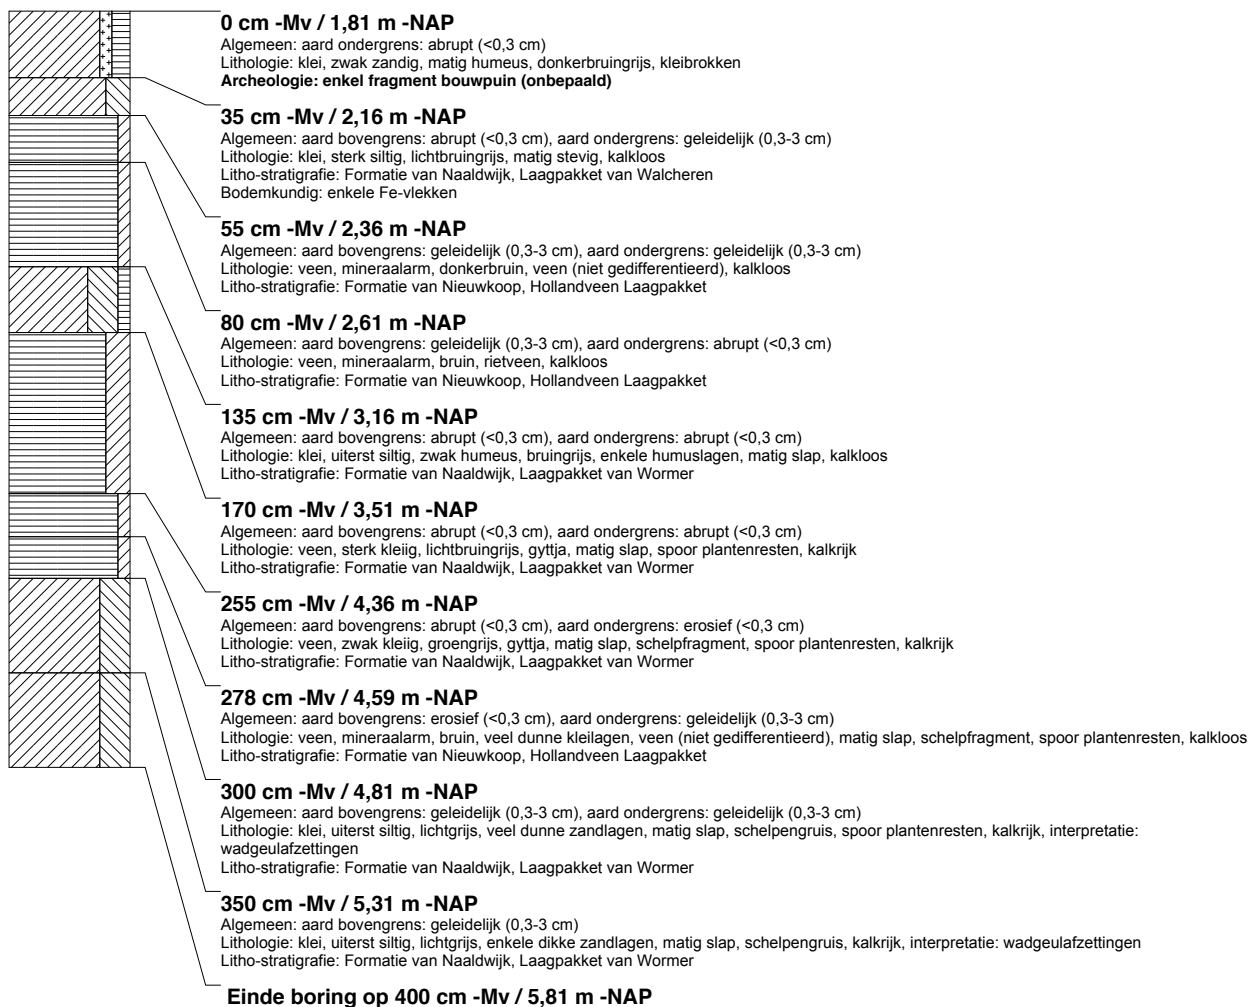 0 cm -Mv / 1,81 m -NAP
Algemeen: aard ondergrens: abrupt (<0,3 cm)
Lithologie: klei, zwak zandig, matig humeus, donkerbruingrijs, kleibrokken
Archeologie: enkel fragment bouwpuin (onbepaald)
35 cm -Mv / 2,16 m -NAP
Algemeen: aard bovengrens: abrupt (<0,3 cm), aard ondergrens: geleidelijk (0,3-3 cm)
Lithologie: klei, sterk siltig, lichtbruingrijs, matig stevig, kalkloos
Litho-stratigrafie: Formatie van Naaldwijk, Laagpakket van Walcheren
Bodemkundig: enkele Fe-vlekken
55 cm -Mv / 2,36 m -NAP
Algemeen: aard bovengrens: geleidelijk (0,3-3 cm), aard ondergrens: geleidelijk (0,3-3 cm)
Lithologie: veen, mineraalarm, donkerbruin, veen (niet gedifferentieerd), kalkloos
Litho-stratigrafie: Formatie van Nieuwkoop, Hollandveen Laagpakket
80 cm -Mv / 2,61 m -NAP
Algemeen: aard bovengrens: geleidelijk (0,3-3 cm), aard ondergrens: abrupt (<0,3 cm)
Lithologie: veen, mineraalarm, bruin, rietveen, kalkloos
Litho-stratigrafie: Formatie van Nieuwkoop, Hollandveen Laagpakket
135 cm -Mv / 3,16 m -NAP
Algemeen: aard bovengrens: abrupt (<0,3 cm), aard ondergrens: abrupt (<0,3 cm)
Lithologie: klei, uiterst siltig, zwak humeus, bruingrijs, enkele humuslagen, matig slap, kalkloos
Litho-stratigrafie: Formatie van Naaldwijk, Laagpakket van Wormer
170 cm -Mv / 3,51 m -NAP
Algemeen: aard bovengrens: abrupt (<0,3 cm), aard ondergrens: abrupt (<0,3 cm)
Lithologie: veen, sterk kleiig, lichtbruingrijs, gyttja, matig slap, spoor plantenresten, kalkrijk
Litho-stratigrafie: Formatie van Naaldwijk, Laagpakket van Wormer
255 cm -Mv / 4,36 m -NAP
Algemeen: aard bovengrens: abrupt (<0,3 cm), aard ondergrens: erosief (<0,3 cm)
Lithologie: veen, zwak kleiig, groengrijs, gyttja, matig slap, schelpfragment, spoor plantenresten, kalkrijk
Litho-stratigrafie: Formatie van Naaldwijk, Laagpakket van Wormer
278 cm -Mv / 4,59 m -NAP
Algemeen: aard bovengrens: erosief (<0,3 cm), aard ondergrens: geleidelijk (0,3-3 cm)
Lithologie: veen, mineraalarm, bruin, veel dunne kleilagen, veen (niet gedifferentieerd), matig slap, schelpfragment, spoor plantenresten, kalkloos
Litho-stratigrafie: Formatie van Nieuwkoop, Hollandveen Laagpakket
300 cm -Mv / 4,81 m -NAP
Algemeen: aard bovengrens: geleidelijk (0,3-3 cm), aard ondergrens: geleidelijk (0,3-3 cm)
Lithologie: klei, uiterst siltig, lichtgrijs, veel dunne zandlagen, matig slap, schelpengruis, spoor plantenresten, kalkrijk, interpretatie:
wadgeulafzettingen
Litho-stratigrafie: Formatie van Naaldwijk, Laagpakket van Wormer
350 cm -Mv / 5,31 m -NAP
Algemeen: aard bovengrens: geleidelijk (0,3-3 cm)
Lithologie: klei, uiterst siltig, lichtgrijs, enkele dikke zandlagen, matig slap, schelpengruis, kalkrijk, interpretatie: wadgeulafzettingen
Litho-stratigrafie: Formatie van Naaldwijk, Laagpakket van Wormer
Einde boring op 400 cm -Mv / 5,81 m -NAP